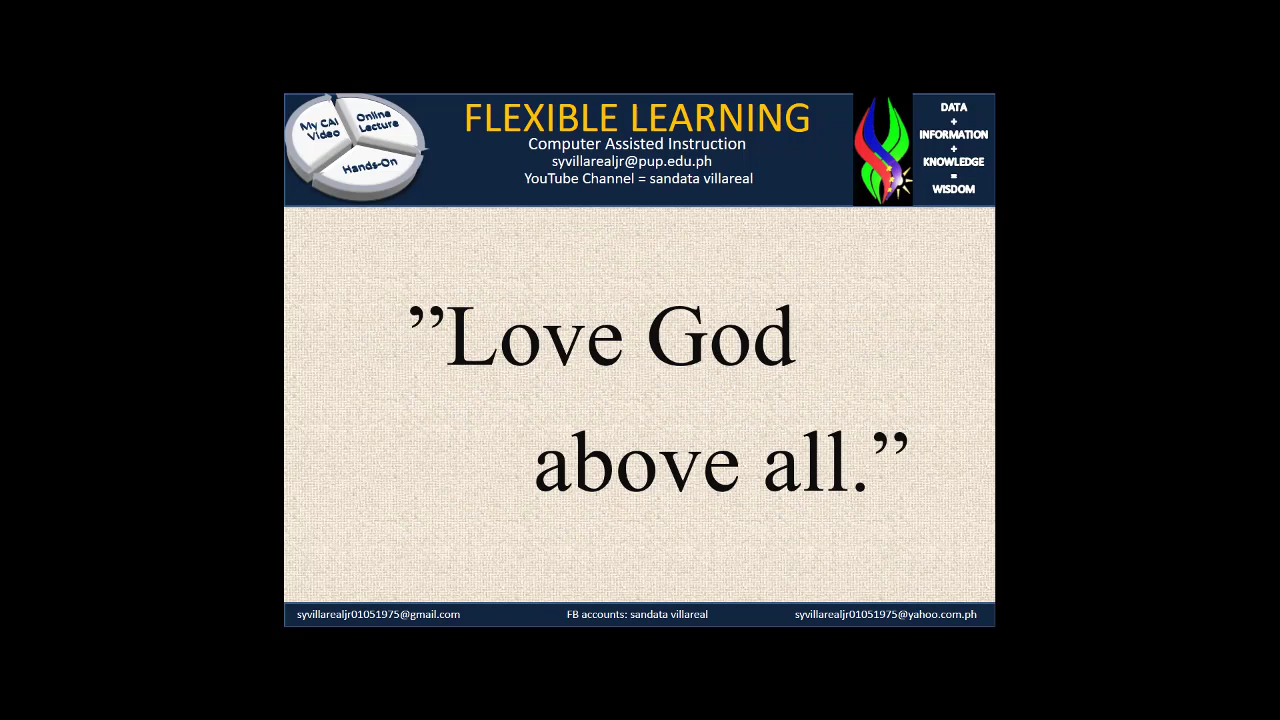 My CAI
Video
Online
Lecture
Hands-On
FLEXIBLE LEARNING
Computer Assisted Instruction
syvillarealjr@pup.edu.ph
YouTube Channel = sandata villareal
DATA
+
INFORMATION
+
KNOWLEDGE
=
WISDOM
”Love God
above all.”
syvillarealjr01051975@gmail.com
FB accounts: sandata villareal
syvillarealjr01051975@yahoo.com.ph